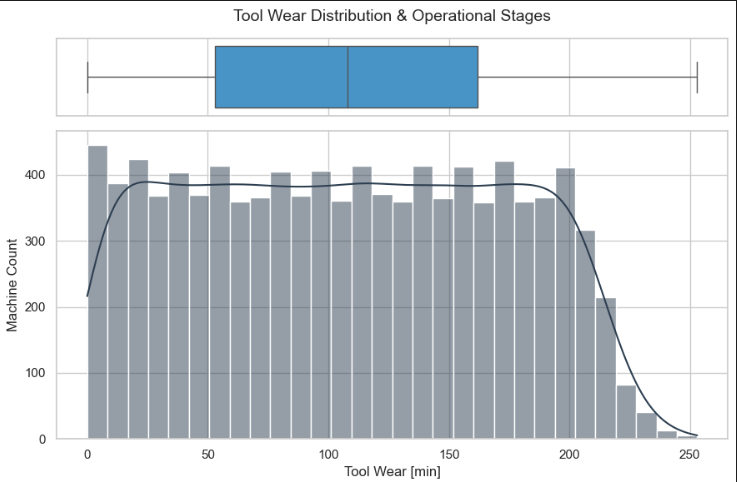 Tool Wear Distribution & Operational Stages
400
300
200
100
0
Machine Count
0 50 100 150 200 250
Tool Wear [min]